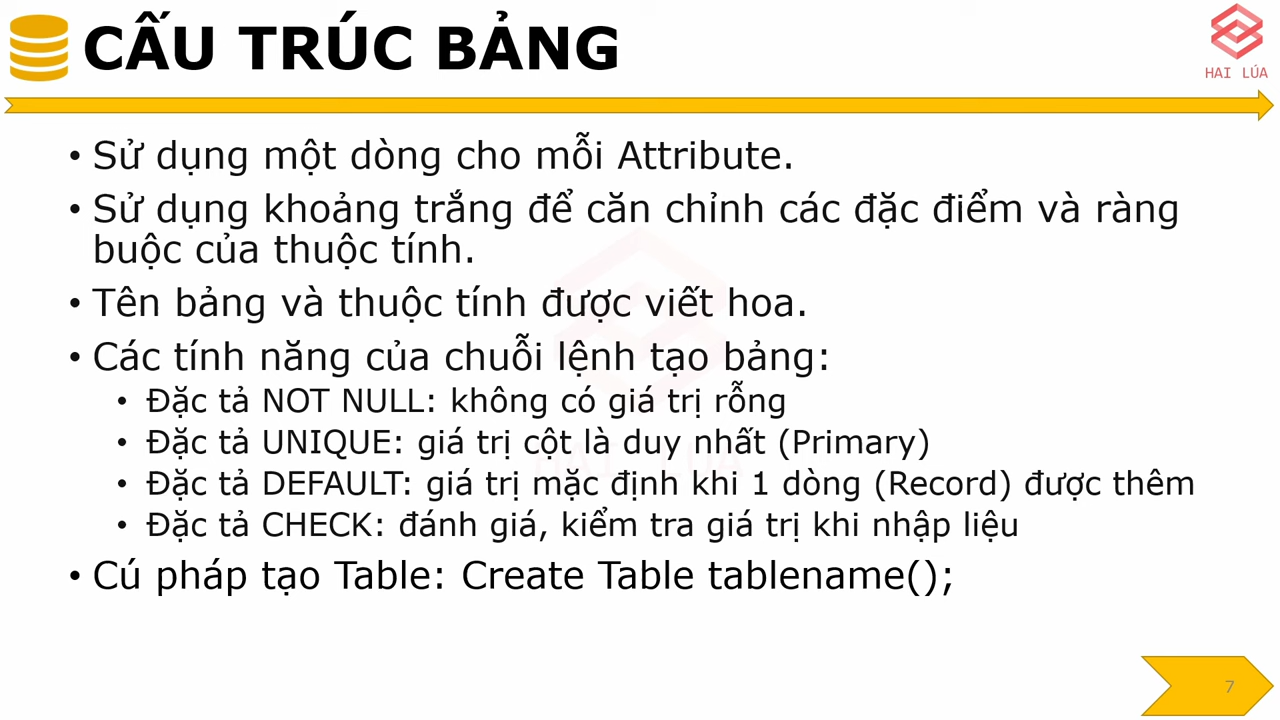 CẤU TRÚC BẢNG
HAI LÚA
• Sử dụng một dòng cho mỗi Attribute.
• Sử dụng khoảng trắng để căn chỉnh các đặc điểm và ràng
buộc của thuộc tính.
• Tên bảng và thuộc tính được viết hoa.
• Các tính năng của chuỗi lệnh tạo bảng:
• Đặc tả NOT NULL: không có giá trị rỗng
• Đặc tả UNIQUE: giá trị cột là duy nhất (Primary)
• Đặc tả DEFAULT: giá trị mặc định khi 1 dòng (Record) được thêm
• Đặc tả CHECK: đánh giá, kiểm tra giá trị khi nhập liệu
• Cú pháp tạo Table: Create Table tablename();
HAI LÚA
7